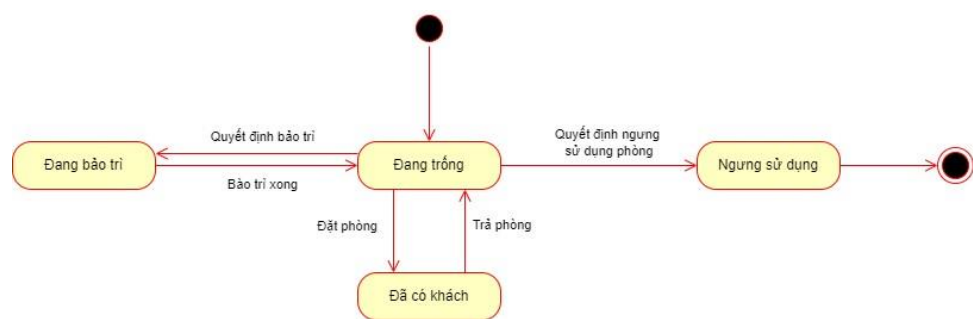 Quyết định bảo trì
Quyết định ngưng
sử dụng phòng
Đang bảo trì
Đang trống
Ngưng sử dụng
Bảo trì xong
Đặt phòng
Trả phòng
Đã có khách